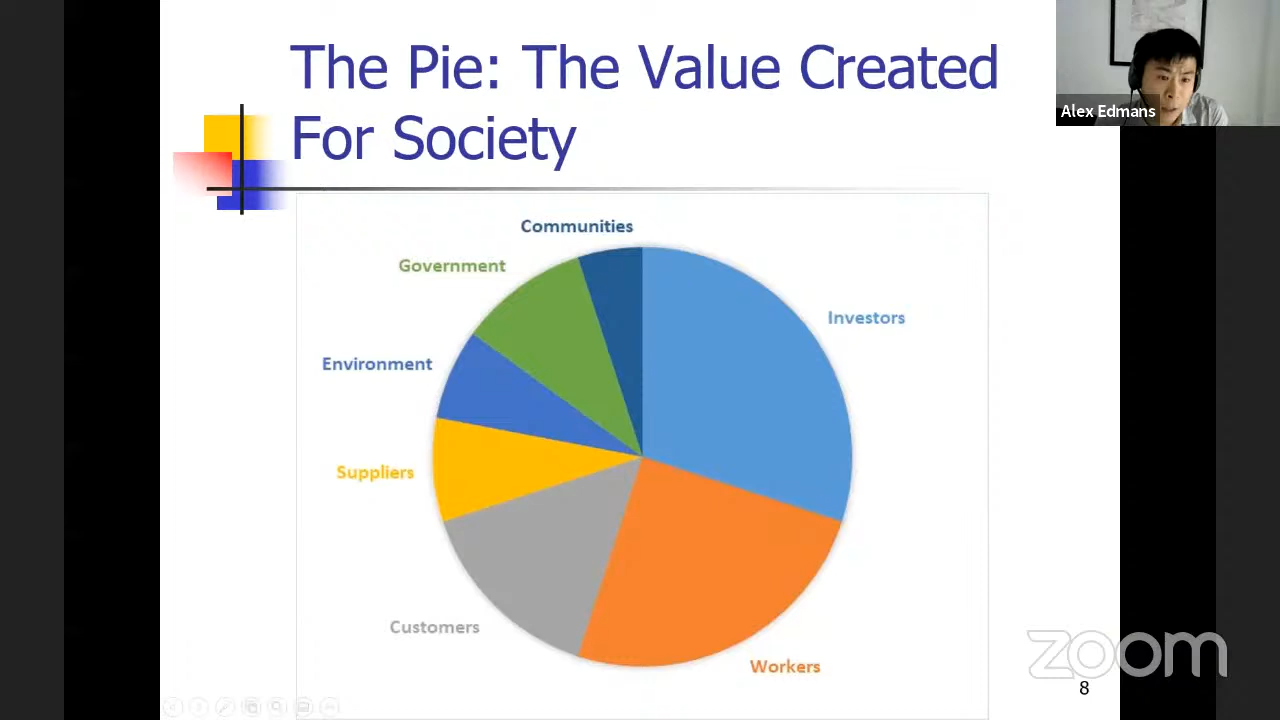 The Pie: The Value Created
For Society
Alex Edmans
Communities
Government
Investors
Environment
Suppliers
Customers
Workers
zoom
8